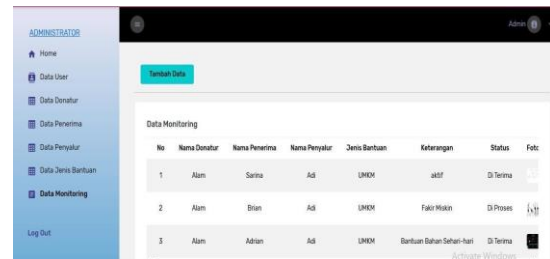 ADMINISTRATOR
Home
Data User
Data Donatur
Data Penerima
Data Penyalur
Data Jenis Bantuan
Data Monitoring
Log Out
Admin
Tambah Data
Data Monitoring
No Nama Donatur Nama Penerima Nama Penyalur Jenis Bantuan Keterangan Status Foto
1 Alam Sarina Adi UMKM aktif Di Terima
2 Alam Brian Adi UMKM Fakir Miskin Di Proses
3 Alam Adrian Adi UMKM Bantuan Bahan Sehari-hari Di Terima
Activate Windows